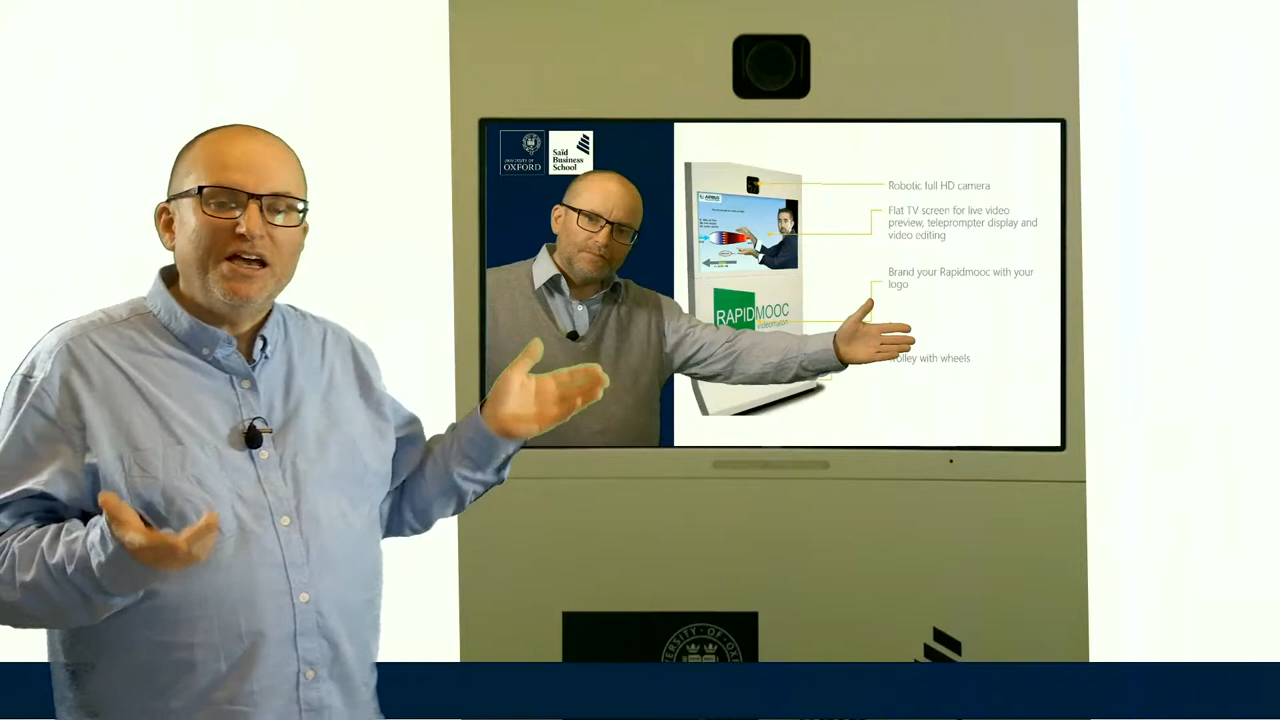 UNIVERSITY OF
OXFORD
Saïd
Business
School
Robotic full HD camera
Flat TV screen for live video
preview, teleprompter display and
video editing
Brand your Rapidmooc with your
logo
RAPIDMOOC
videomaton
rolley with wheels